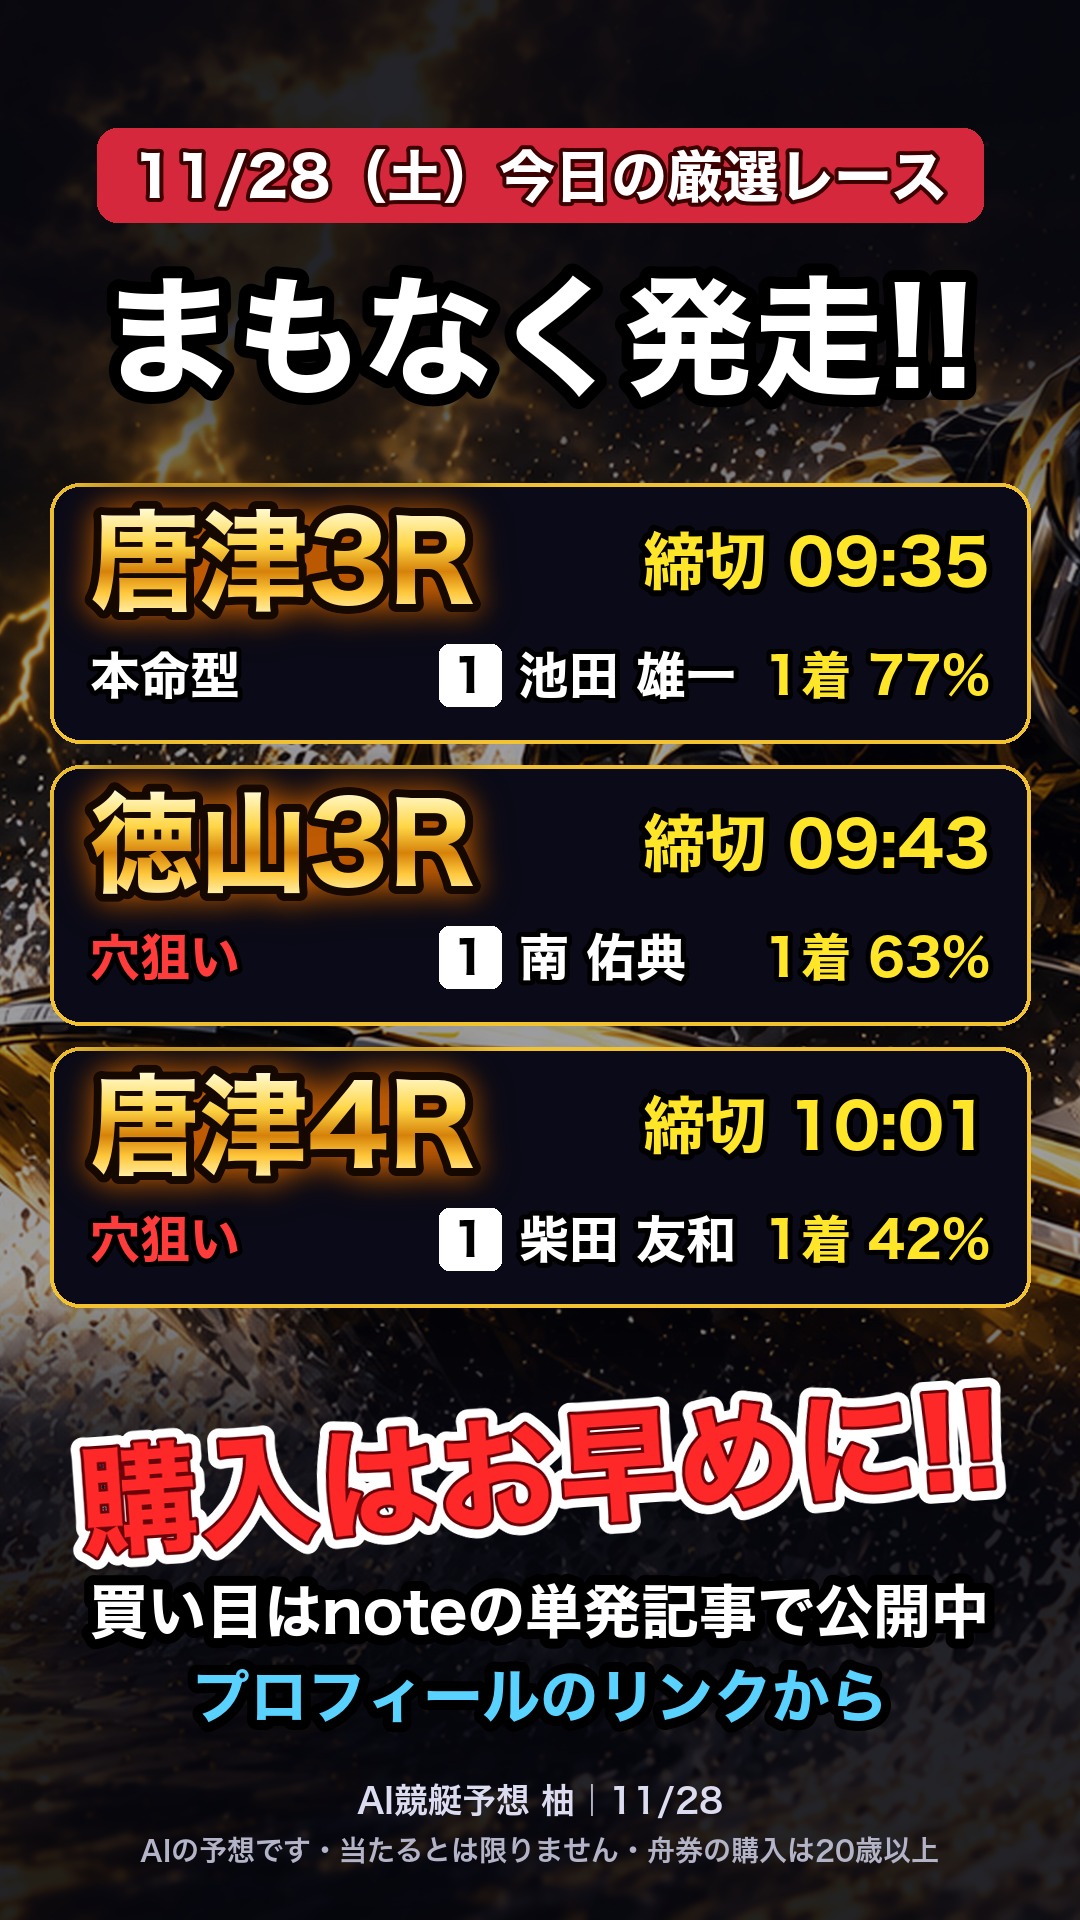 11/28（土）今日の厳選レース
まもなく発走!!
唐津3R 締切 09:35
本命型 1 池田 雄一 1着 77%
徳山3R 締切 09:43
穴狙い 1 南 佑典 1着 63%
唐津4R 締切 10:01
穴狙い 1 柴田 友和 1着 42%
購入はお早めに!!
買い目はnoteの単発記事で公開中
プロフィールのリンクから
AI競艇予想 柚｜11/28
AIの予想です・当たるとは限りません・舟券の購入は20歳以上